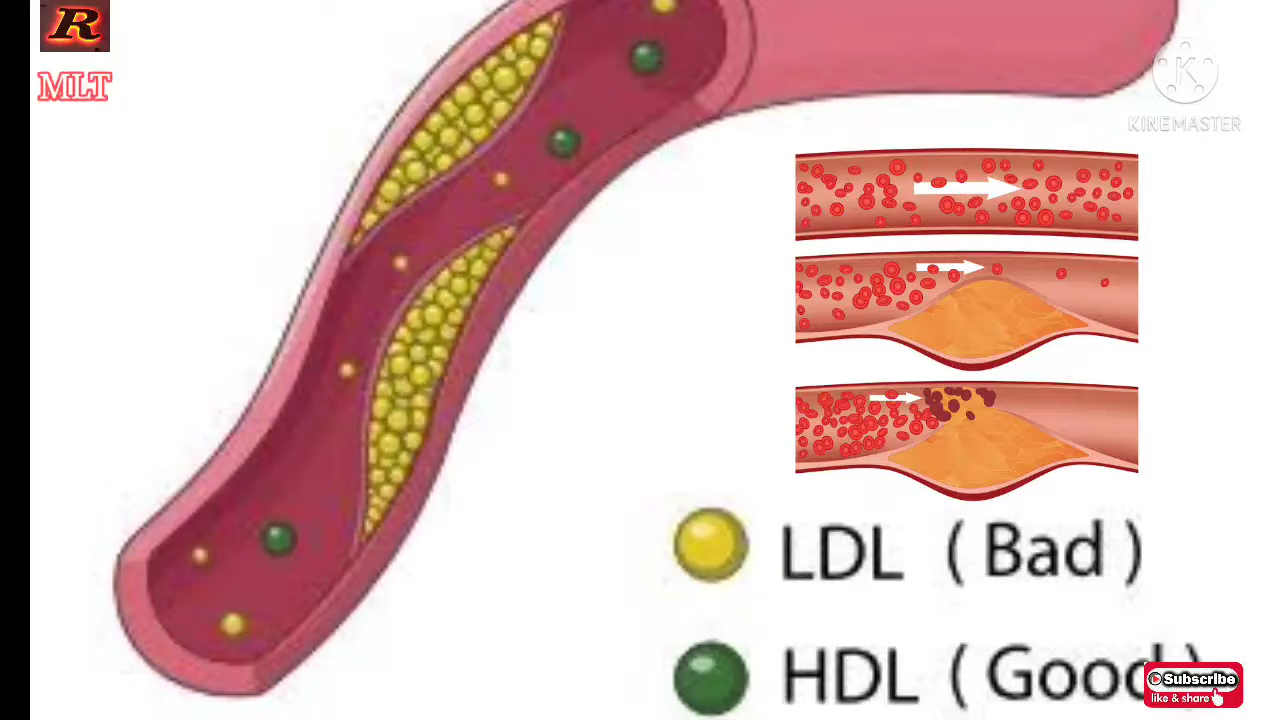 R
MLT
K
KINEMASTER
LDL ( Bad )
HDL ( Good )
Subscribe
like & share